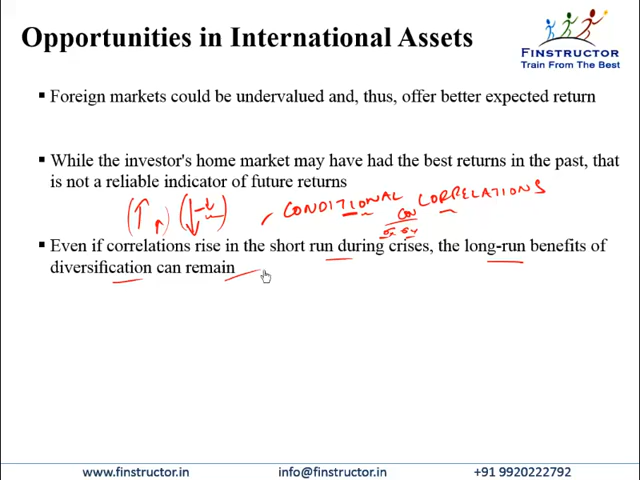 Opportunities in International Assets
FINSTRUCTOR
Train From The Best
▪ Foreign markets could be undervalued and, thus, offer better expected return
▪ While the investor's home market may have had the best returns in the past, that
is not a reliable indicator of future returns
CONDITIONAL CORRELATIONS
COV
σx σy
▪ Even if correlations rise in the short run during crises, the long-run benefits of
diversification can remain
www.finstructor.in info@finstructor.in +91 9920222792